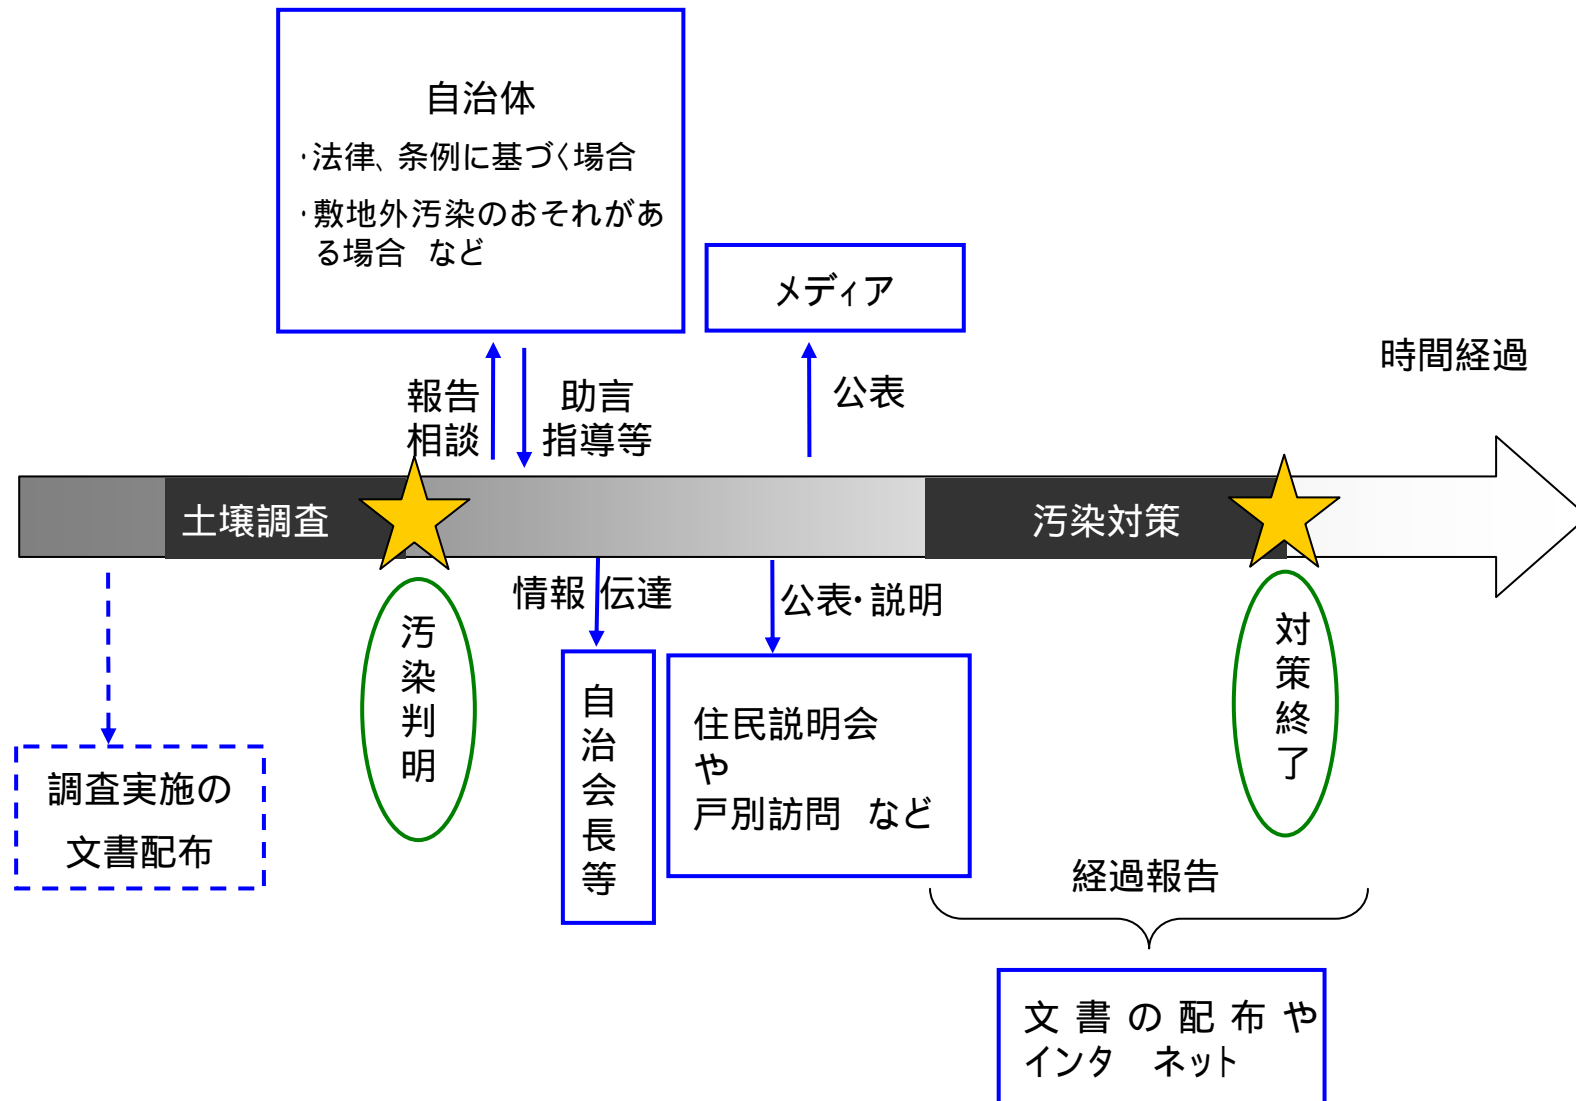 自治体
・法律、条例に基づく場合
・敷地外汚染のおそれがあ
る場合 など
メディア
時間経過
報告
相談
助言
指導等
公表
土壌調査
汚染対策
情報 伝達
公表・説明
汚染判明
対策終了
自治会長等
住民説明会
や
戸別訪問 など
調査実施の
文書配布
経過報告
文書の配布や
インタ ネット